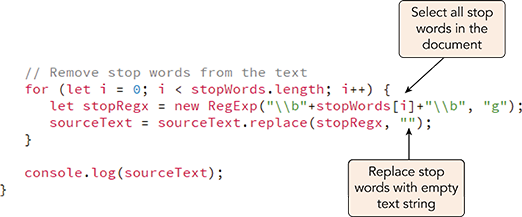 Select all stop
words in the
document
// Remove stop words from the text
for (let i = 0; i < stopWords.length; i++) {
let stopRegx = new RegExp("\\b"+stopWords[i]+"\\b", "g");
sourceText = sourceText.replace(stopRegx, "");
}
Replace stop
words with empty
text string
console.log(sourceText);
}